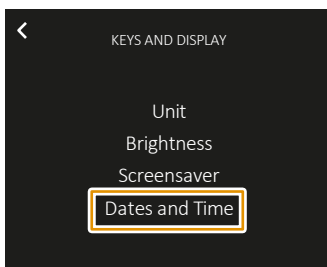 KEYS AND DISPLAY
Unit
Brightness
Screensaver
Dates and Time